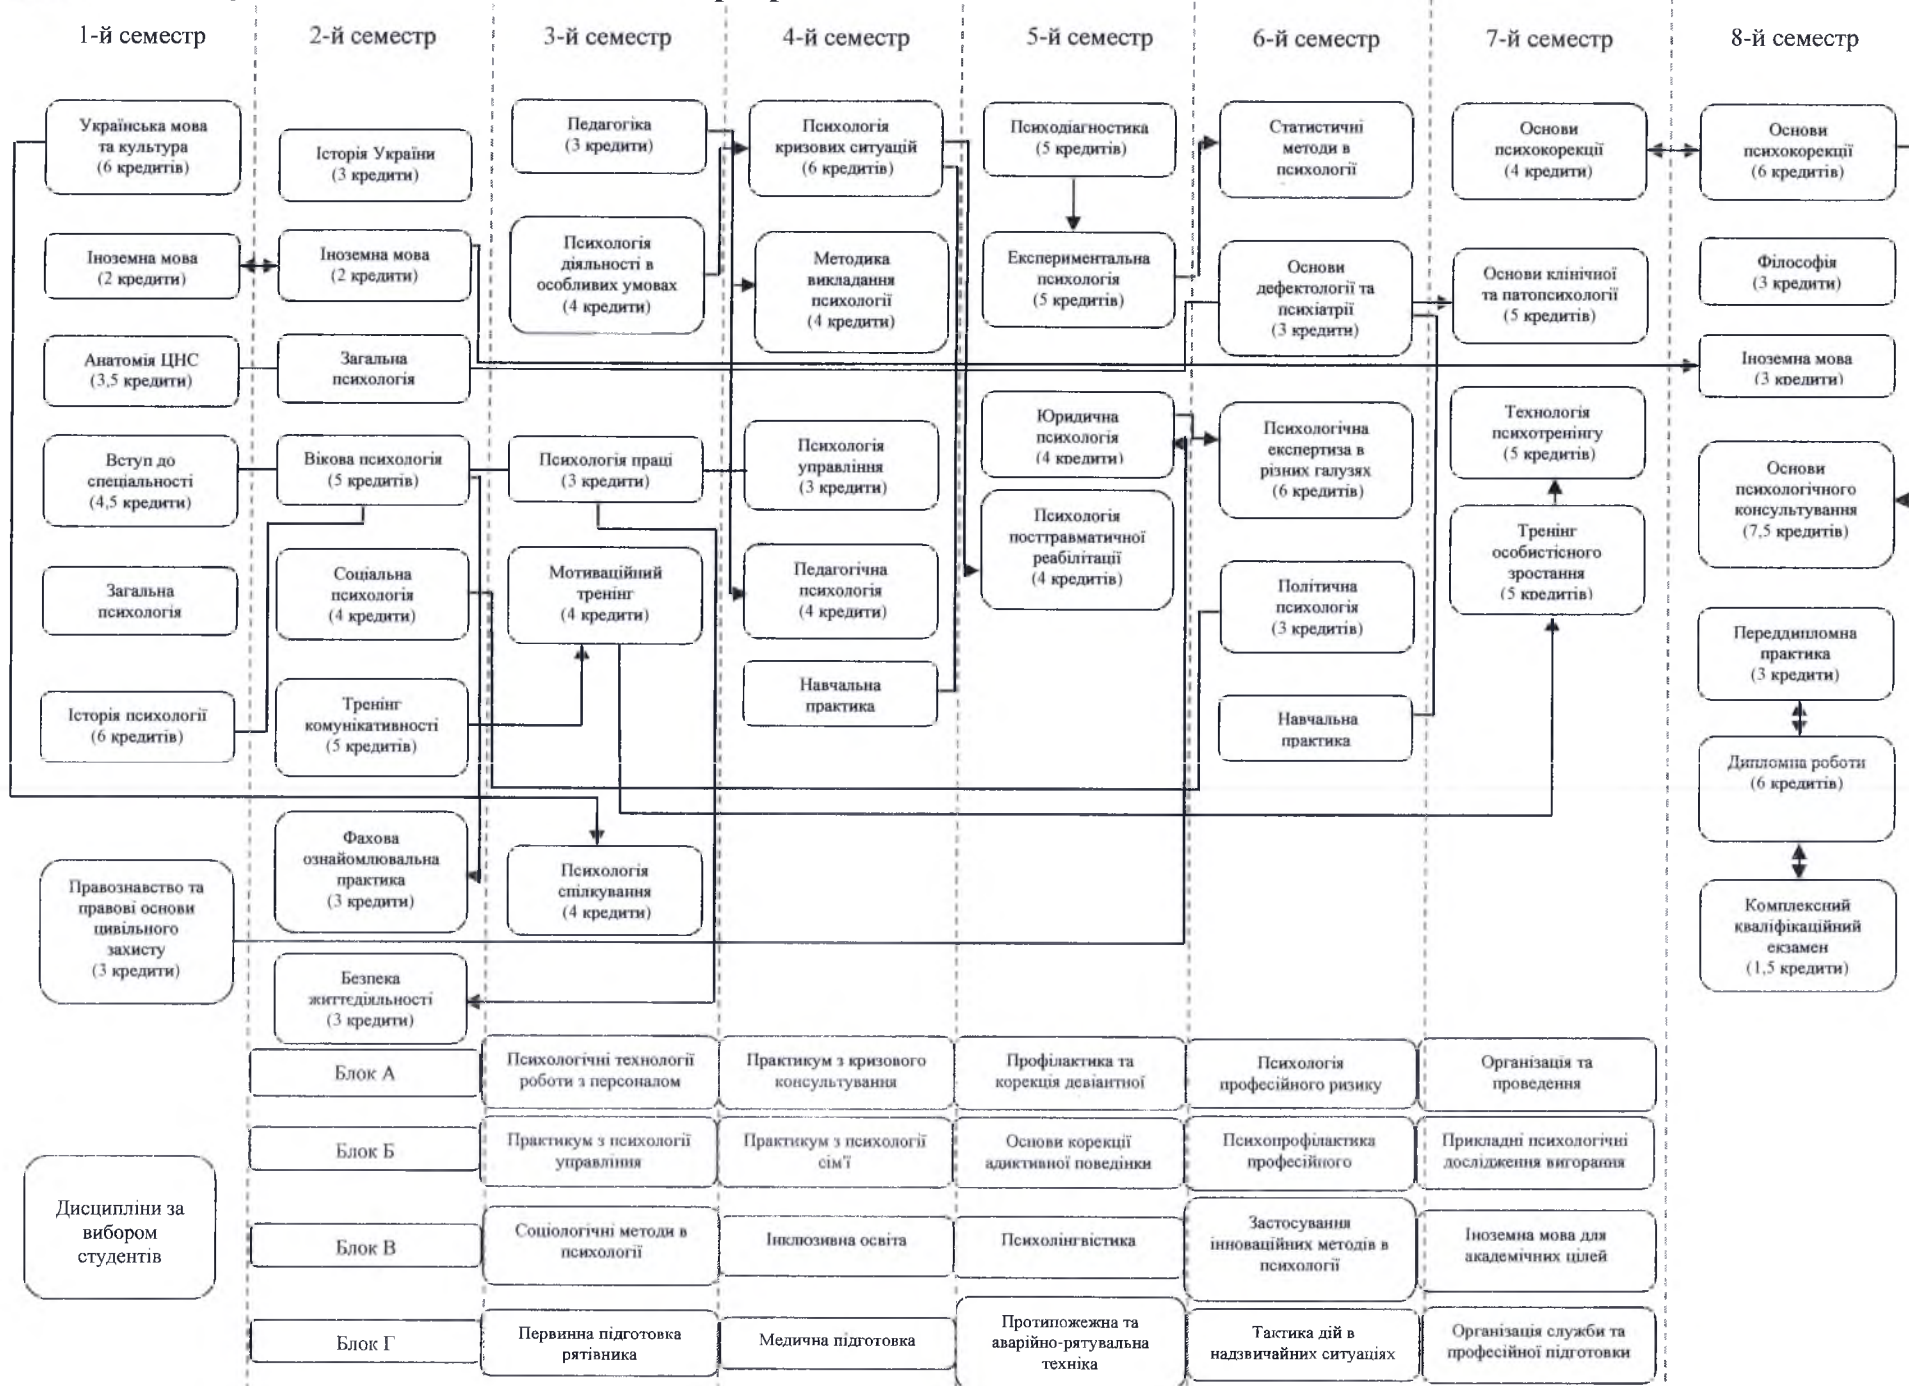 1-й семестр
2-й семестр
3-й семестр
4-й семестр
5-й семестр
6-й семестр
7-й семестр
8-й семестр
Українська мова
та культура
(6 кредитів)
Іноземна мова
(2 кредити)
Анатомія ЦНС
(3,5 кредити)
Вступ до
спеціальності
(4,5 кредити)
Загальна
психологія
Історія психології
(6 кредитів)
Правознавство та
правові основи
цивільного
захисту
(3 кредити)
Історія України
(3 кредити)
Іноземна мова
(2 кредити)
Загальна
психологія
Вікова психологія
(5 кредитів)
Соціальна
психологія
(4 кредити)
Тренінг
комунікативності
(5 кредитів)
Фахова
ознайомлювальна
практика
(3 кредити)
Безпека
життєдіяльності
(3 кредити)
Педагогіка
(3 кредити)
Психологія
діяльності в
особливих умовах
(4 кредити)
Психологія праці
(3 кредити)
Мотиваційний
тренінг
(4 кредити)
Психологія
спілкування
(4 кредити)
Психологія
кризових ситуацій
(6 кредитів)
Методика
викладання
психології
(4 кредити)
Психологія
управління
(3 кредити)
Педагогічна
психологія
(4 кредити)
Навчальна
практика
Психодіагностика
(5 кредитів)
Експериментальна
психологія
(5 кредитів)
Юридична
психологія
(4 кредити)
Психологія
посттравматичної
реабілітації
(4 кредитів)
Статистичні
методи в
психології
Основи
дефектології та
психіатрії
(3 кредити)
Психологічна
експертиза в
різних галузях
(6 кредитів)
Політична
психологія
(3 кредитів)
Навчальна
практика
Основи
психокорекції
(4 кредити)
Основи клінічної
та патопсихології
(5 кредитів)
Технологія
психотренінгу
(5 кредитів)
Тренінг
особистісного
зростання
(5 кредитів)
Основи
психокорекції
(6 кредитів)
Філософія
(3 кредити)
Іноземна мова
(3 кредити)
Основи
психологічного
консультування
(7,5 кредитів)
Переддипломна
практика
(3 кредити)
Дипломна роботи
(6 кредитів)
Комплексний
кваліфікаційний
екзамен
(1,5 кредити)
Дисципліни за
вибором
студентів
Блок А
Психологічні технології
роботи з персоналом
Практикум з кризового
консультування
Профілактика та
корекція девіантної
Психологія
професійного ризику
Організація та
проведення
Блок Б
Практикум з психології
управління
Практикум з психології
сім'ї
Основи корекції
адиктивної поведінки
Психопрофілактика
професійного
Прикладні психологічні
дослідження вигорання
Блок В
Соціологічні методи в
психології
Інклюзивна освіта
Психолінгвістика
Застосування
інноваційних методів в
психології
Іноземна мова для
академічних цілей
Блок Г
Первинна підготовка
рятівника
Медична підготовка
Протипожежна та
аварійно-рятувальна
техніка
Тактика дій в
надзвичайних ситуаціях
Організація служби та
професійної підготовки